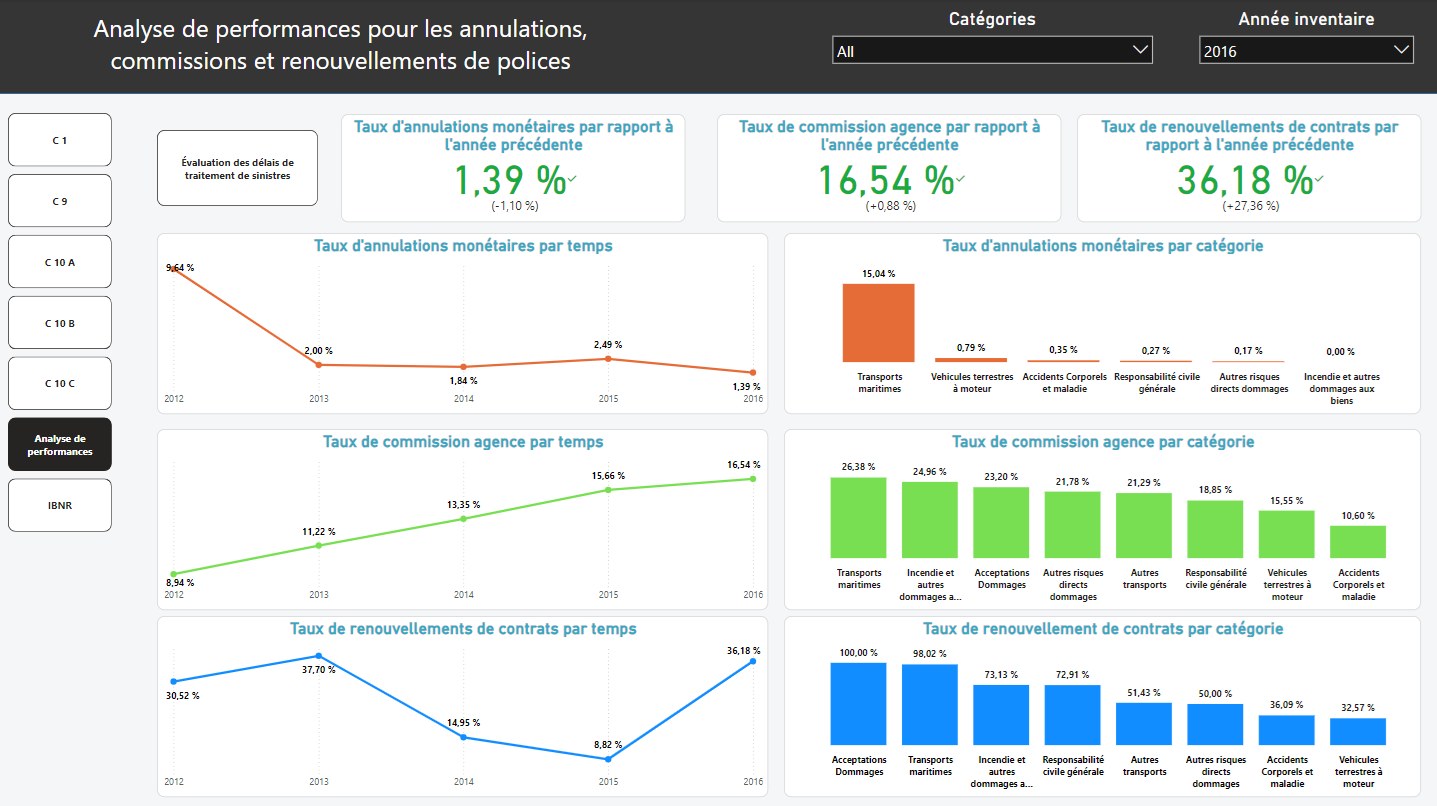 Analyse de performances pour les annulations,
commissions et renouvellements de polices
Catégories
All
Année inventaire
2016
C 1
C 9
C 10 A
C 10 B
C 10 C
Analyse de
performances
IBNR
Évaluation des délais de
traitement de sinistres
Taux d'annulations monétaires par rapport à
l'année précédente
1,39 %
(-1,10 %)
Taux de commission agence par rapport à
l'année précédente
16,54 %
(+0,88 %)
Taux de renouvellements de contrats par
rapport à l'année précédente
36,18 %
(+27,36 %)
Taux d'annulations monétaires par temps
9,64 %
2,00 %
1,84 %
2,49 %
1,39 %
2012
2013
2014
2015
2016
Taux d'annulations monétaires par catégorie
15,04 %
0,79 %
0,35 %
0,27 %
0,17 %
0,00 %
Transports
maritimes
Vehicules terrestres
à moteur
Accidents Corporels
et maladie
Responsabilité civile
générale
Autres risques
directs dommages
Incendie et autres
dommages aux
biens
Taux de commission agence par temps
8,94 %
11,22 %
13,35 %
15,66 %
16,54 %
2012
2013
2014
2015
2016
Taux de commission agence par catégorie
26,38 %
24,96 %
23,20 %
21,78 %
21,29 %
18,85 %
15,55 %
10,60 %
Transports
maritimes
Incendie et
autres
dommages a...
Acceptations
Dommages
Autres risques
directs
dommages
Autres
transports
Responsabilité
civile générale
Vehicules
terrestres à
moteur
Accidents
Corporels et
maladie
Taux de renouvellements de contrats par temps
30,52 %
37,70 %
14,95 %
8,82 %
36,18 %
2012
2013
2014
2015
2016
Taux de renouvellement de contrats par catégorie
100,00 %
98,02 %
73,13 %
72,91 %
51,43 %
50,00 %
36,09 %
32,57 %
Acceptations
Dommages
Transports
maritimes
Incendie et
autres
dommages a...
Responsabilité
civile générale
Autres
transports
Autres risques
directs
dommages
Accidents
Corporels et
maladie
Vehicules
terrestres à
moteur